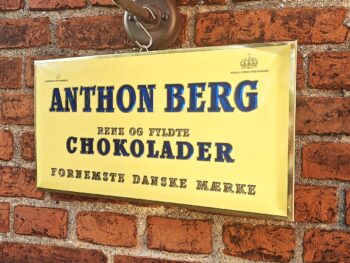 ANTHON BERG
RENE OG FYLDTE
CHOKOLADER
FORNEMSTE DANSKE MÆRKE